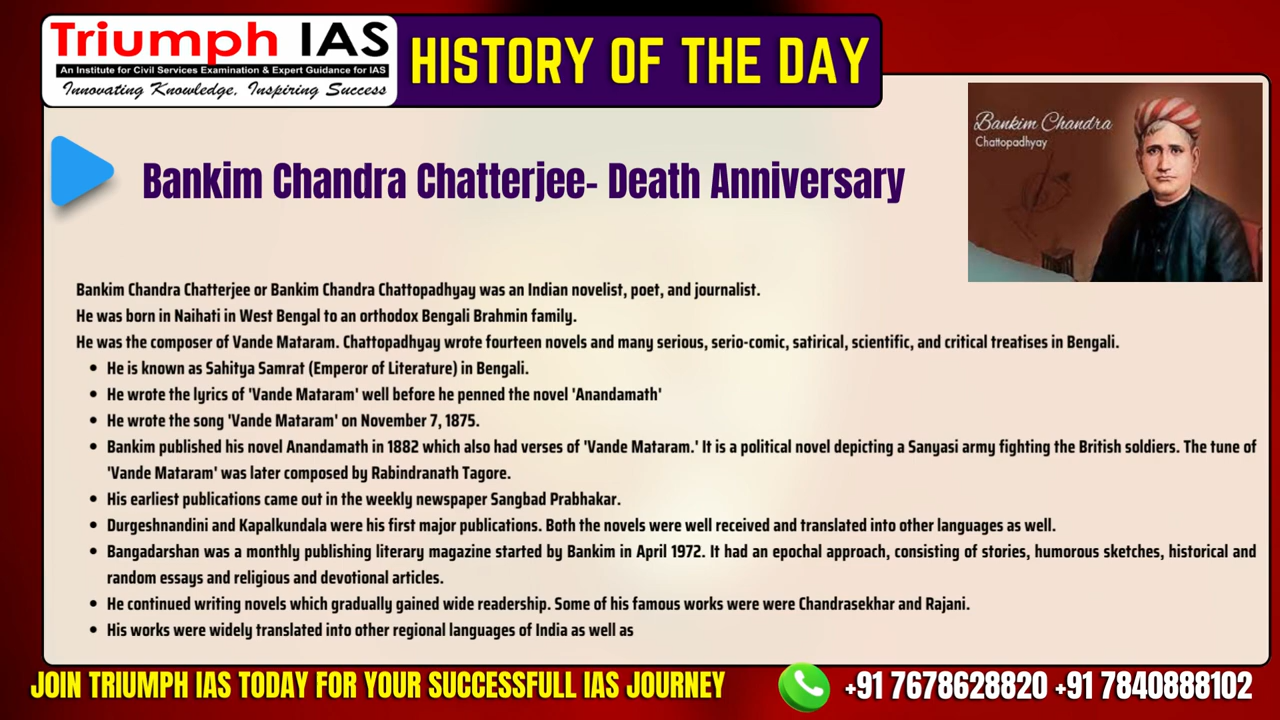 Triumph IAS
An Institute for Civil Services Examination & Expert Guidance for IAS
Innovating Knowledge, Inspiring Success
HISTORY OF THE DAY
Bankim Chandra
Chattopadhyay
Bankim Chandra Chatterjee- Death Anniversary
Bankim Chandra Chatterjee or Bankim Chandra Chattopadhyay was an Indian novelist, poet, and journalist.
He was born in Naihati in West Bengal to an orthodox Bengali Brahmin family.
He was the composer of Vande Mataram. Chattopadhyay wrote fourteen novels and many serious, serio-comic, satirical, scientific, and critical treatises in Bengali.
• He is known as Sahitya Samrat (Emperor of Literature) in Bengali.
• He wrote the lyrics of 'Vande Mataram' well before he penned the novel 'Anandamath'
• He wrote the song 'Vande Mataram' on November 7, 1875.
• Bankim published his novel Anandamath in 1882 which also had verses of 'Vande Mataram.' It is a political novel depicting a Sanyasi army fighting the British soldiers. The tune of
'Vande Mataram' was later composed by Rabindranath Tagore.
• His earliest publications came out in the weekly newspaper Sangbad Prabhakar.
• Durgeshnandini and Kapalkundala were his first major publications. Both the novels were well received and translated into other languages as well.
• Bangadarshan was a monthly publishing literary magazine started by Bankim in April 1972. It had an epochal approach, consisting of stories, humorous sketches, historical and
random essays and religious and devotional articles.
• He continued writing novels which gradually gained wide readership. Some of his famous works were were Chandrasekhar and Rajani.
• His works were widely translated into other regional languages of India as well as
JOIN TRIUMPH IAS TODAY FOR YOUR SUCCESSFULL IAS JOURNEY
+91 7678628820 +91 7840888102